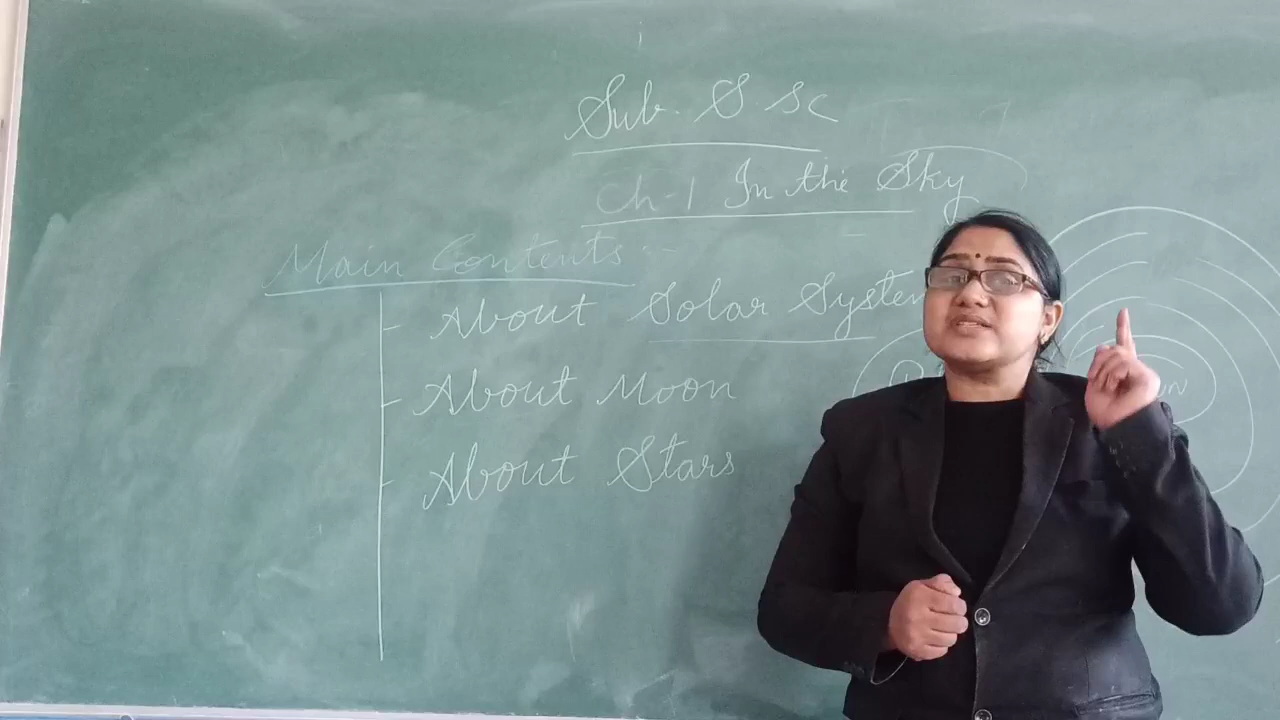 Sub. S. Sc
Ch-1 In the Sky
Main Contents :-
- About Solar System
- About Moon
- About Stars